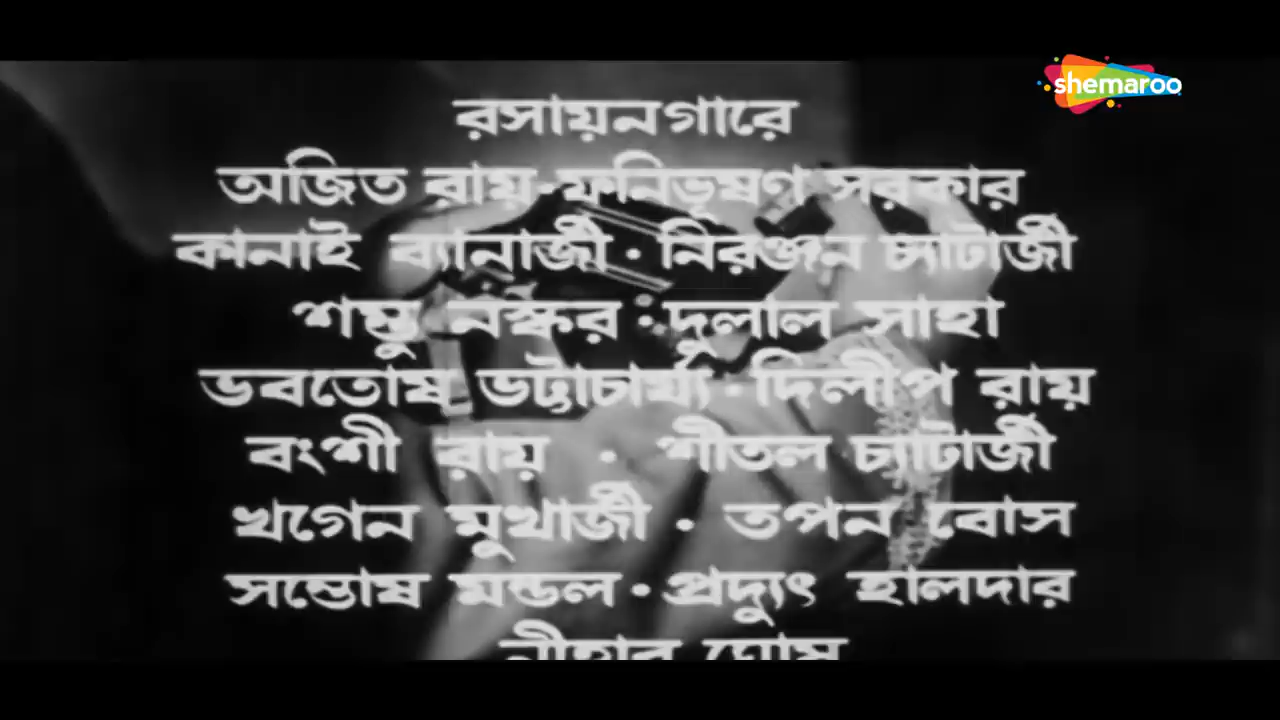 shemaroo
রসায়নগারে
অজিত রায় · ফনিভূষণ সরকার
কানাই ব্যানার্জী · নিরঞ্জন চ্যাটার্জী
শম্ভু নস্কর · দুলাল সাহা
ভবতোষ ভট্টাচার্য্য · দিলীপ রায়
বংশী রায় · শীতল চ্যাটার্জী
খগেন মুখার্জী · তপন বোস
সন্তোষ মন্ডল · প্রদ্যুৎ হালদার
নীহার ঘোষ